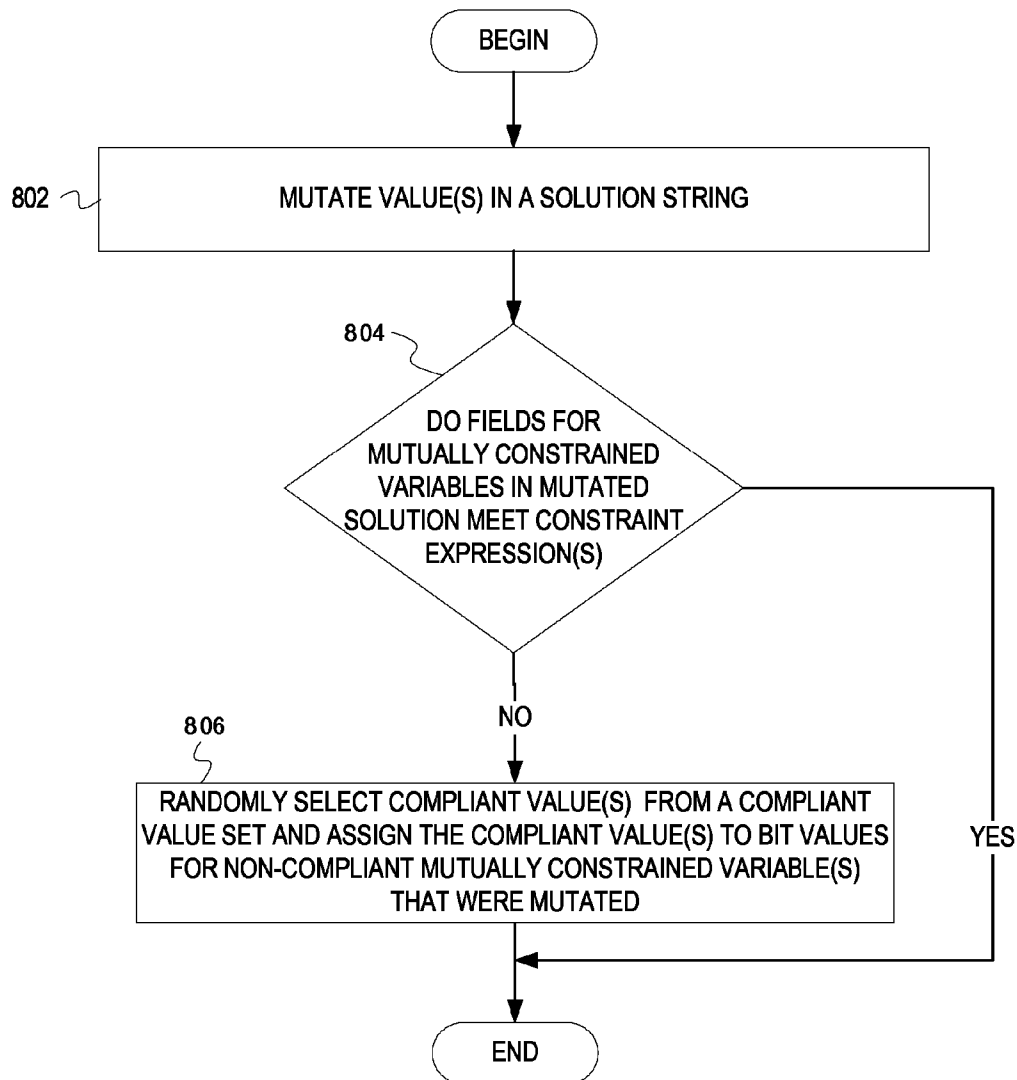 BEGIN
802
MUTATE VALUE(S) IN A SOLUTION STRING
804
DO FIELDS FOR
MUTUALLY CONSTRAINED
VARIABLES IN MUTATED
SOLUTION MEET CONSTRAINT
EXPRESSION(S)
NO
806
RANDOMLY SELECT COMPLIANT VALUE(S) FROM A COMPLIANT
VALUE SET AND ASSIGN THE COMPLIANT VALUE(S) TO BIT VALUES
FOR NON-COMPLIANT MUTUALLY CONSTRAINED VARIABLE(S)
THAT WERE MUTATED
YES
END